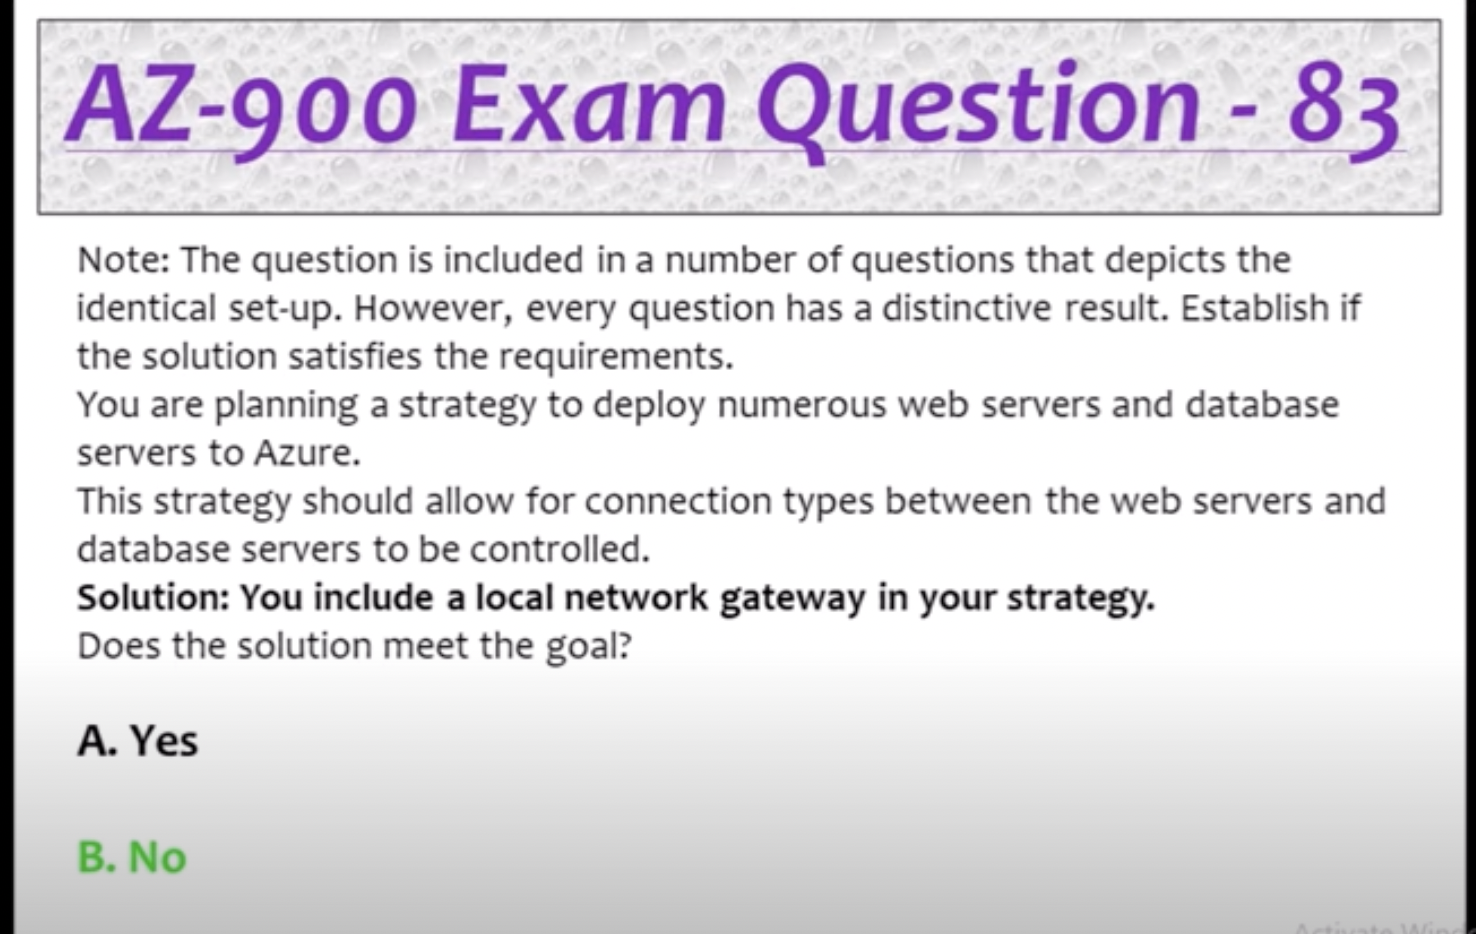 AZ-900 Exam Question - 83
Note: The question is included in a number of questions that depicts the
identical set-up. However, every question has a distinctive result. Establish if
the solution satisfies the requirements.
You are planning a strategy to deploy numerous web servers and database
servers to Azure.
This strategy should allow for connection types between the web servers and
database servers to be controlled.
Solution: You include a local network gateway in your strategy.
Does the solution meet the goal?
A. Yes
B. No